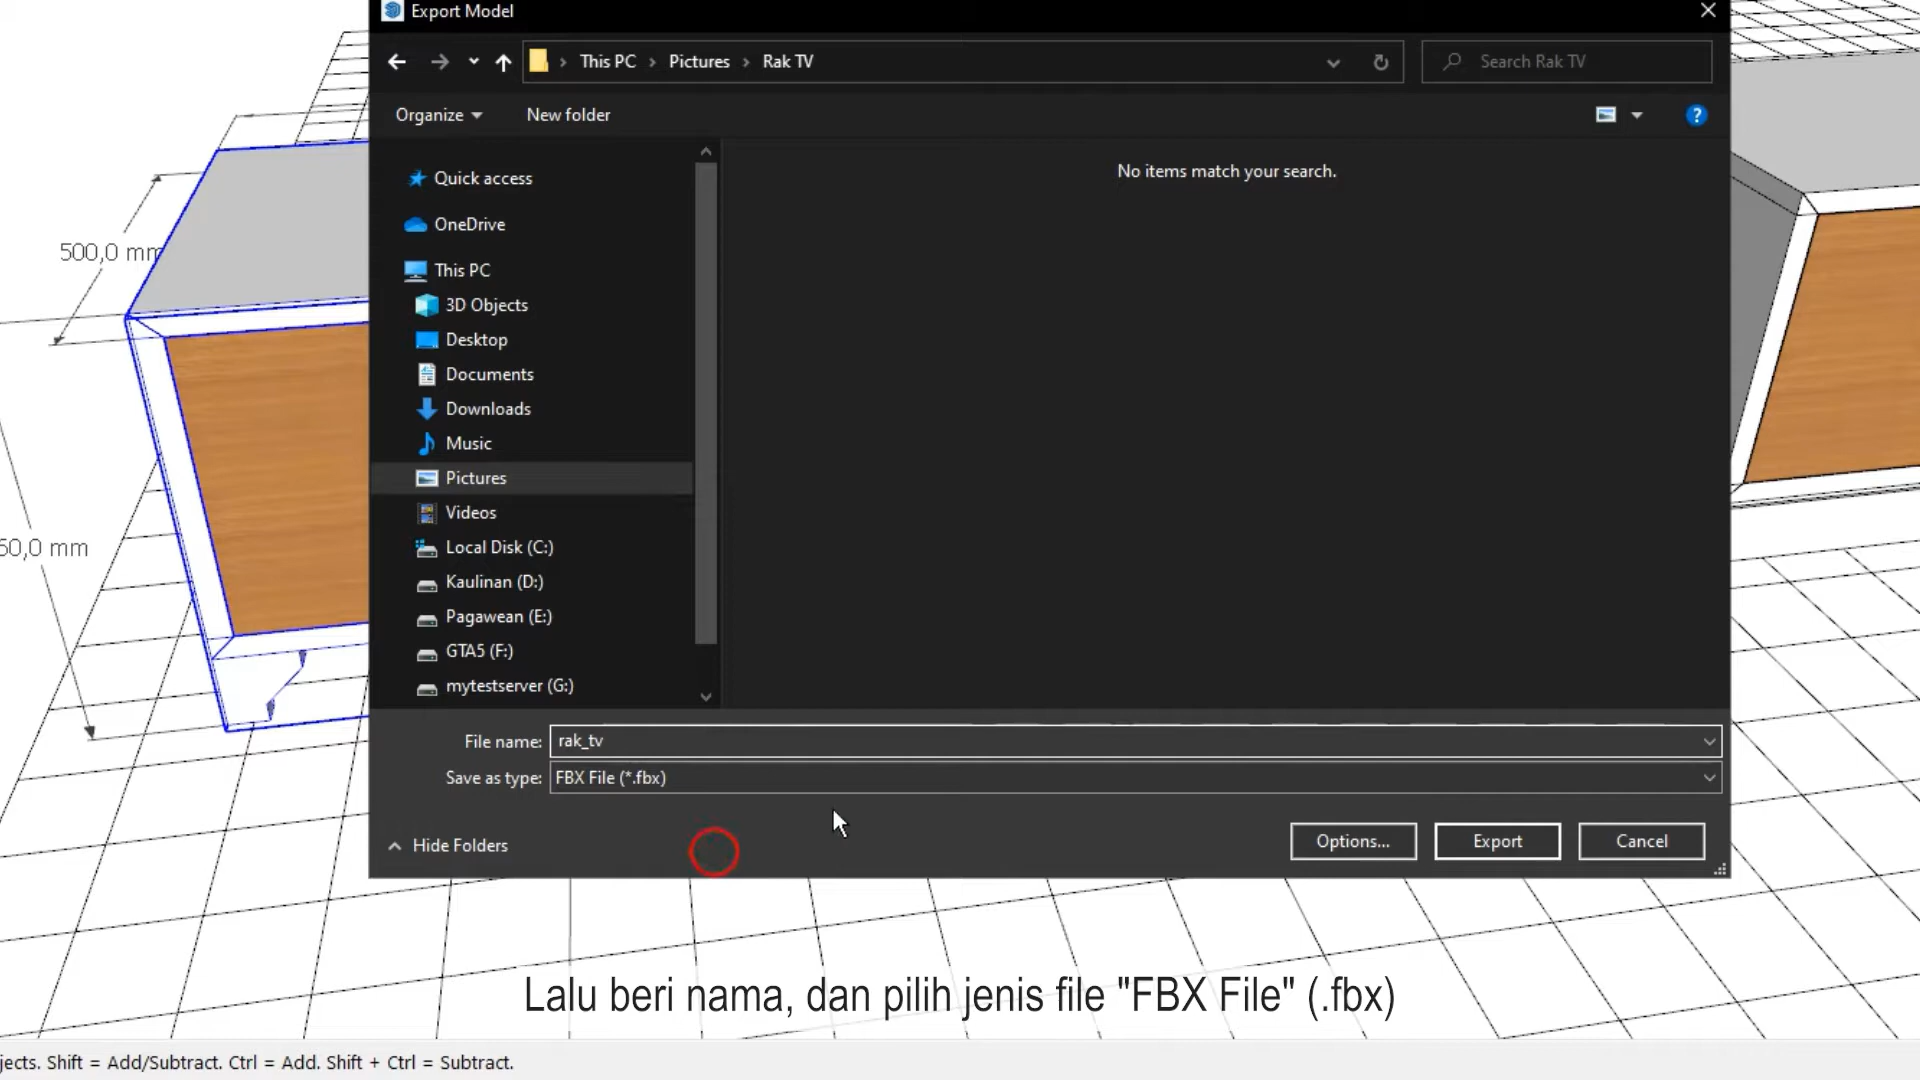 Export Model
This PC > Pictures > Rak TV
Search Rak TV
Organize
New folder
No items match your search.
Quick access
OneDrive
This PC
3D Objects
Desktop
Documents
Downloads
Music
Pictures
Videos
Local Disk (C:)
Kaulinan (D:)
Pagawean (E:)
GTA5 (F:)
mytestserver (G:)
500,0 mm
50,0 mm
File name: rak_tv
Save as type: FBX File (*.fbx)
Hide Folders
Options...
Export
Cancel
Lalu beri nama, dan pilih jenis file "FBX File" (.fbx)
jects. Shift = Add/Subtract. Ctrl = Add. Shift + Ctrl = Subtract.